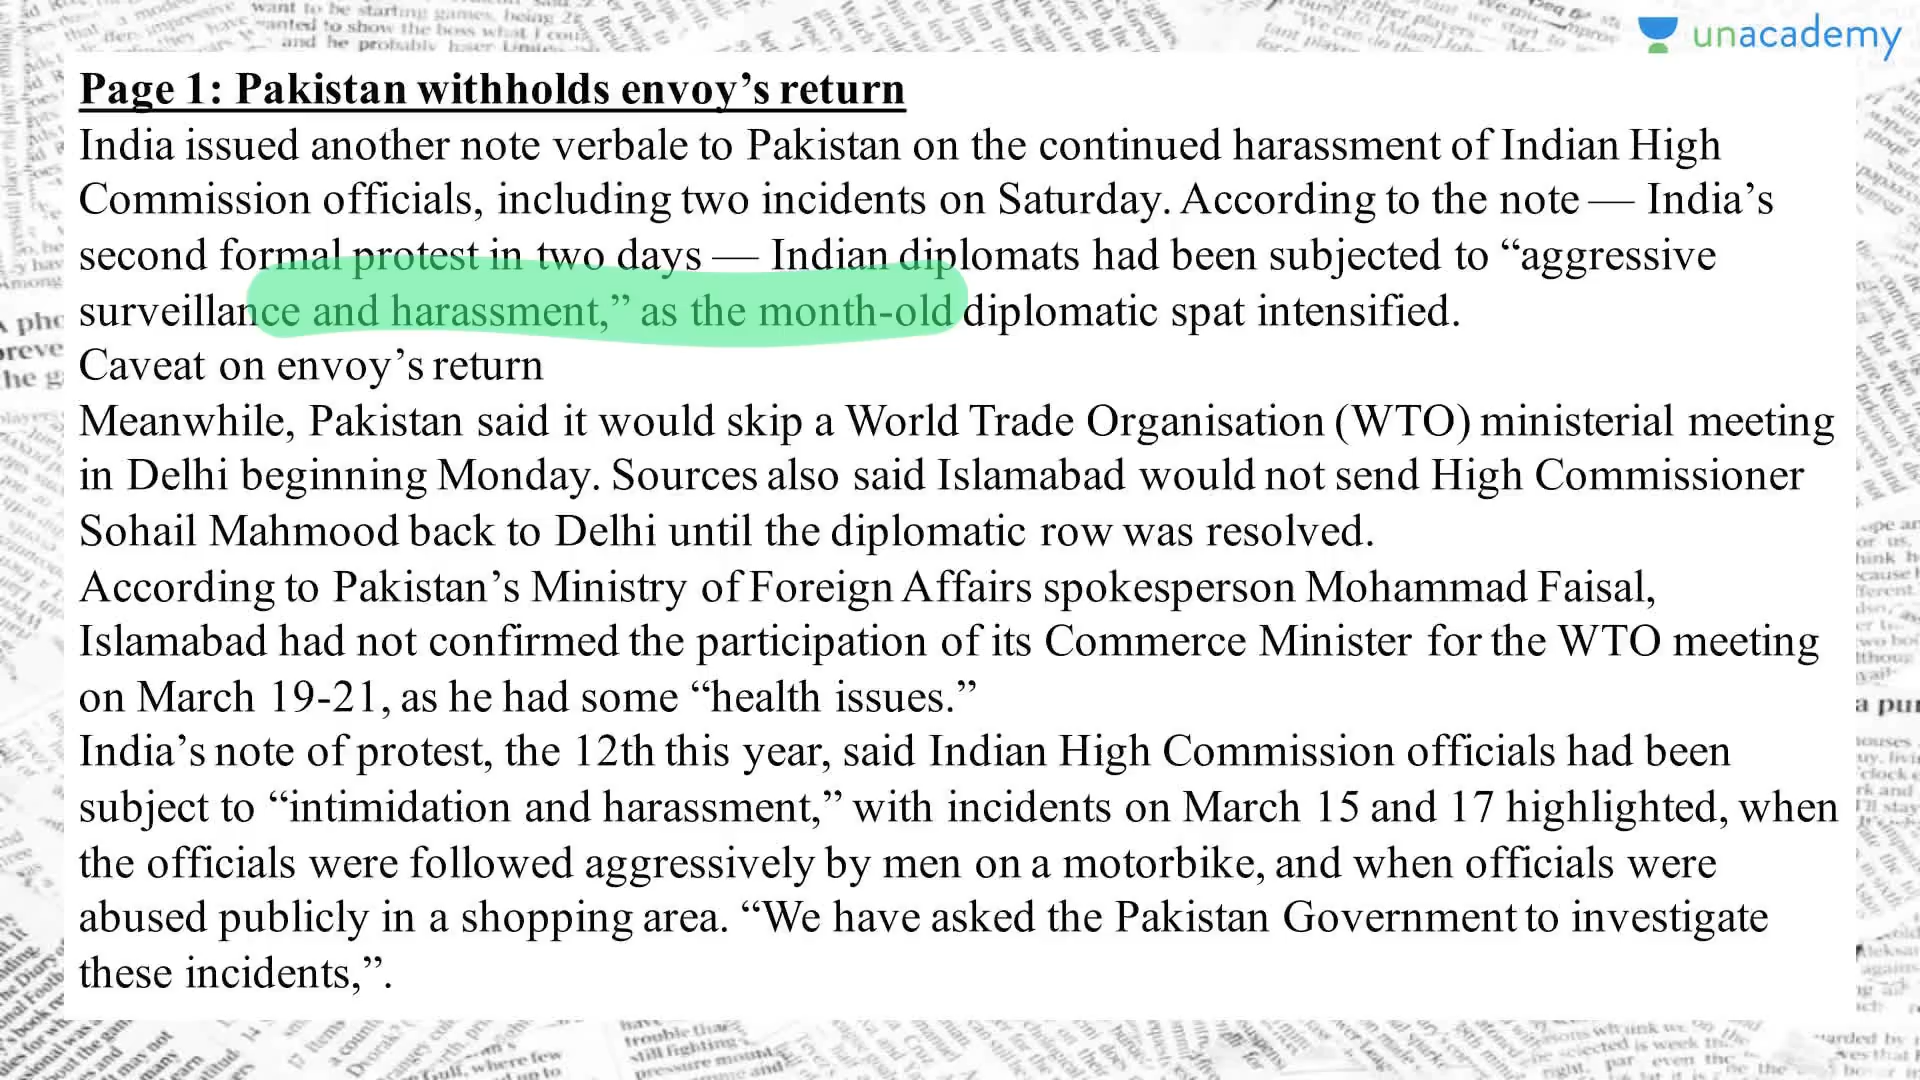 unacademy
Page 1: Pakistan withholds envoy’s return
India issued another note verbale to Pakistan on the continued harassment of Indian High
Commission officials, including two incidents on Saturday. According to the note — India’s
second formal protest in two days — Indian diplomats had been subjected to “aggressive
surveillance and harassment,” as the month-old diplomatic spat intensified.
Caveat on envoy’s return
Meanwhile, Pakistan said it would skip a World Trade Organisation (WTO) ministerial meeting
in Delhi beginning Monday. Sources also said Islamabad would not send High Commissioner
Sohail Mahmood back to Delhi until the diplomatic row was resolved.
According to Pakistan’s Ministry of Foreign Affairs spokesperson Mohammad Faisal,
Islamabad had not confirmed the participation of its Commerce Minister for the WTO meeting
on March 19-21, as he had some “health issues.”
India’s note of protest, the 12th this year, said Indian High Commission officials had been
subject to “intimidation and harassment,” with incidents on March 15 and 17 highlighted, when
the officials were followed aggressively by men on a motorbike, and when officials were
abused publicly in a shopping area. “We have asked the Pakistan Government to investigate
these incidents,”.